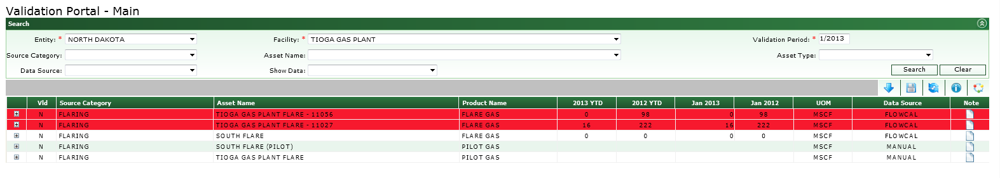 Validation Portal - Main
Search
Entity: * NORTH DAKOTA Facility: * TIOGA GAS PLANT Validation Period: * 1/2013
Source Category: Asset Name: Asset Type:
Data Source: Show Data: Search Clear
Vld Source Category Asset Name Product Name 2013 YTD 2012 YTD Jan 2013 Jan 2012 UOM Data Source Note
N FLARING TIOGA GAS PLANT FLARE - 11056 FLARE GAS 0 98 0 98 MSCF FLOWCAL
N FLARING TIOGA GAS PLANT FLARE - 11027 FLARE GAS 16 222 16 222 MSCF FLOWCAL
N FLARING SOUTH FLARE FLARE GAS 0 0 0 0 MSCF FLOWCAL
N FLARING SOUTH FLARE (PILOT) PILOT GAS MSCF MANUAL
N FLARING TIOGA GAS PLANT FLARE PILOT GAS MSCF MANUAL